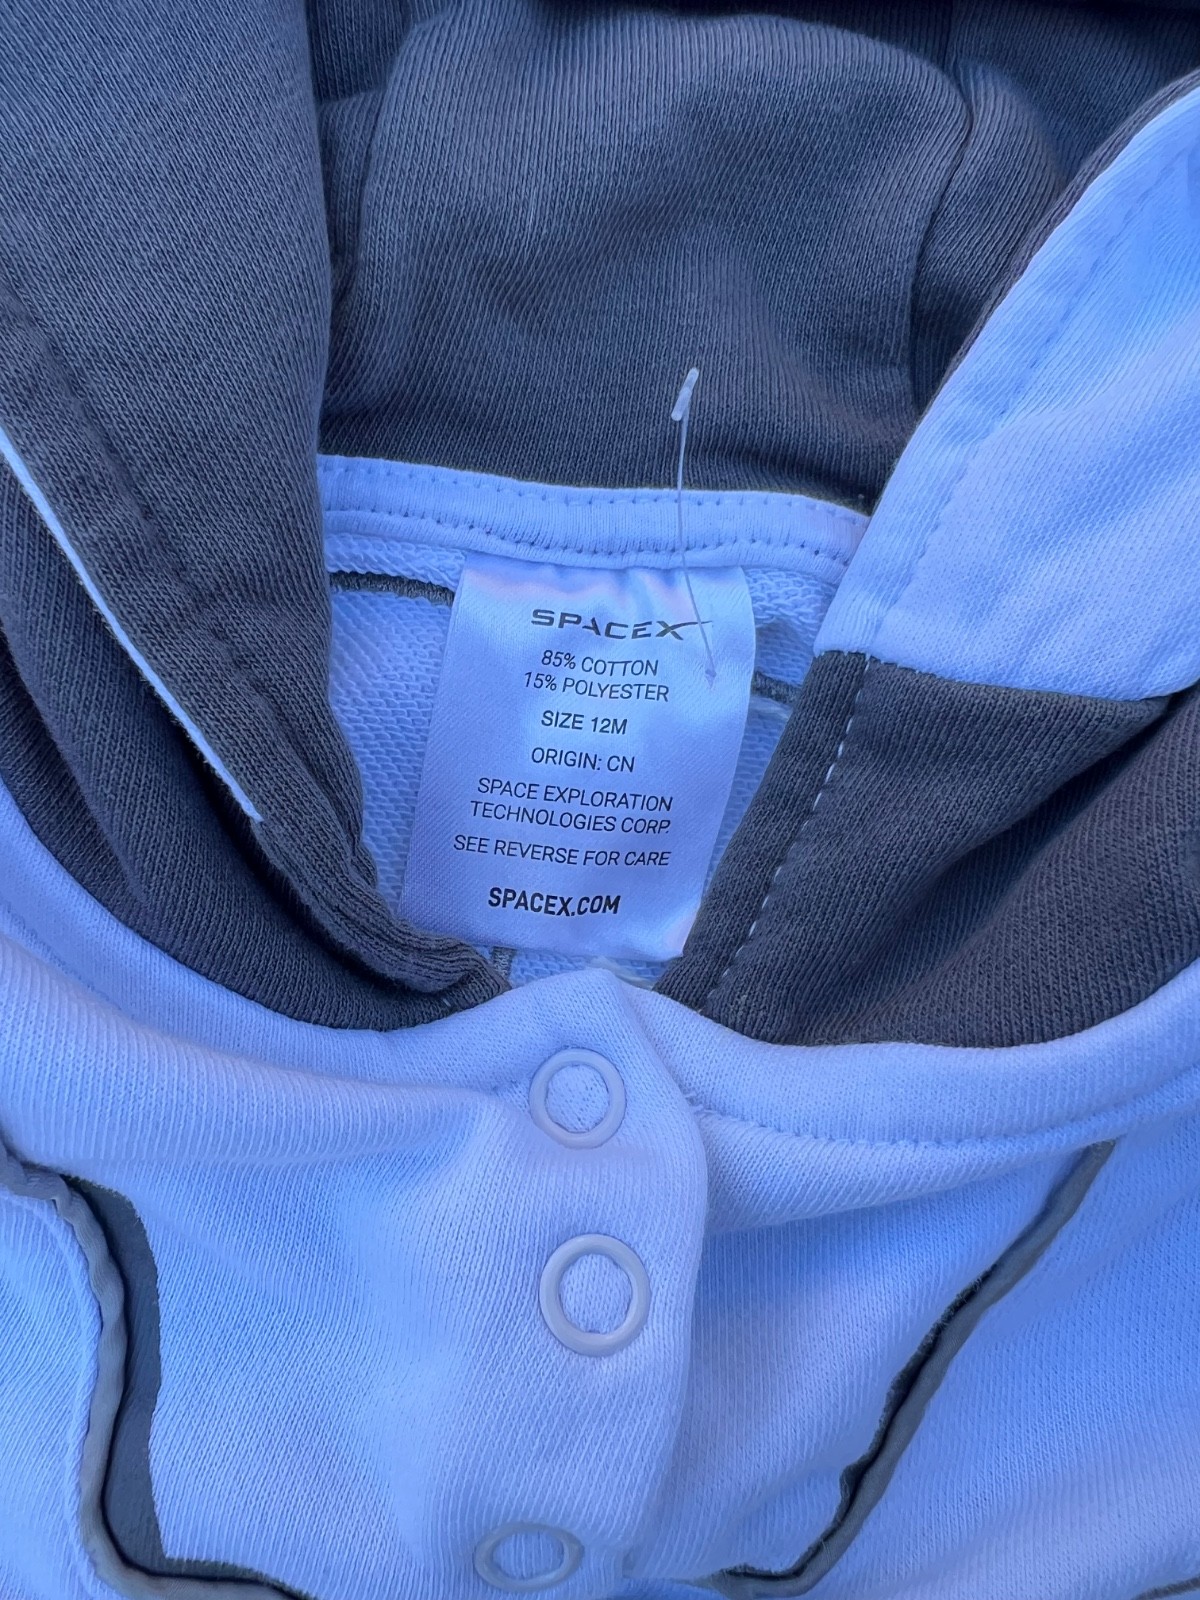 SPACEX
85% COTTON
15% POLYESTER
SIZE 12M
ORIGIN: CN
SPACE EXPLORATION
TECHNOLOGIES CORP.
SEE REVERSE FOR CARE
SPACEX.COM